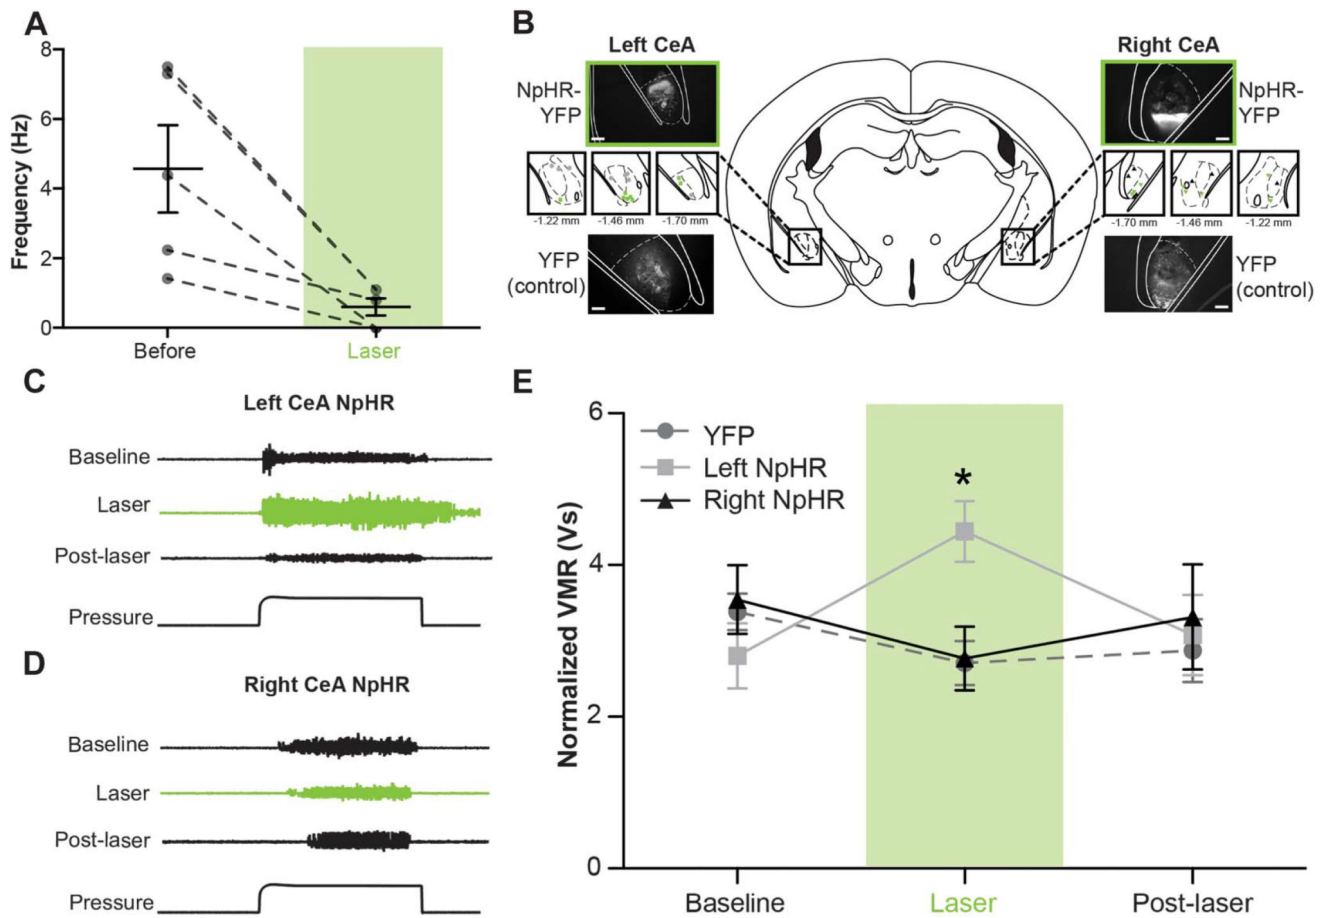 A
Frequency (Hz)
8
6
4
2
0
Before
Laser
B
Left CeA
Right CeA
NpHR-
YFP
NpHR-
YFP
-1.22 mm
-1.46 mm
-1.70 mm
-1.70 mm
-1.46 mm
-1.22 mm
YFP
(control)
YFP
(control)
C
Left CeA NpHR
Baseline
Laser
Post-laser
Pressure
D
Right CeA NpHR
Baseline
Laser
Post-laser
Pressure
E
Normalized VMR (Vs)
6
4
2
0
YFP
Left NpHR
Right NpHR
*
Baseline
Laser
Post-laser